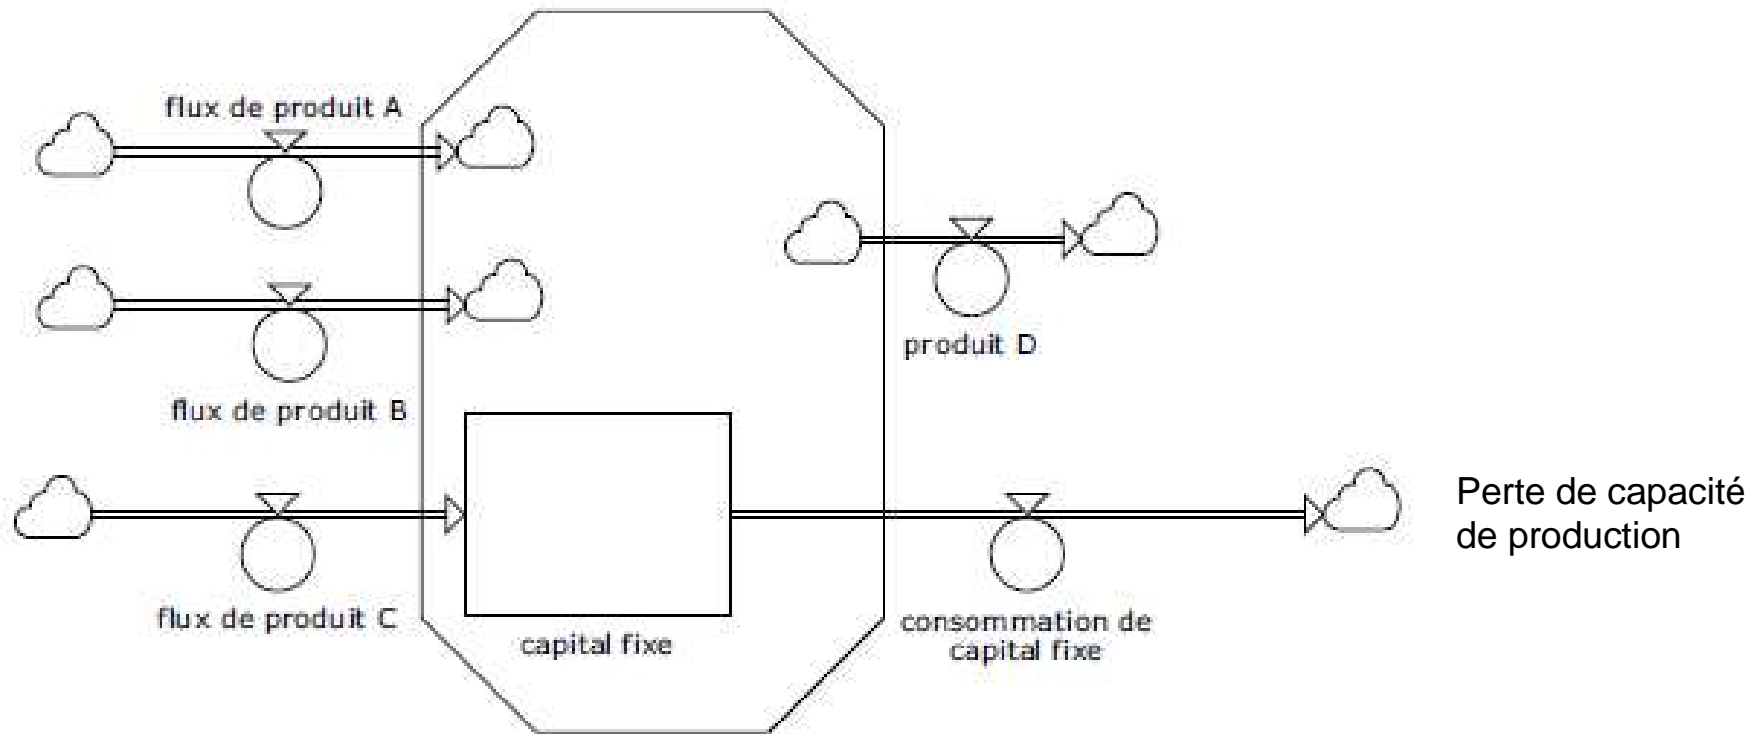 flux de produit A
produit D
flux de produit B
flux de produit C
capital fixe
consommation de
capital fixe
Perte de capacité
de production